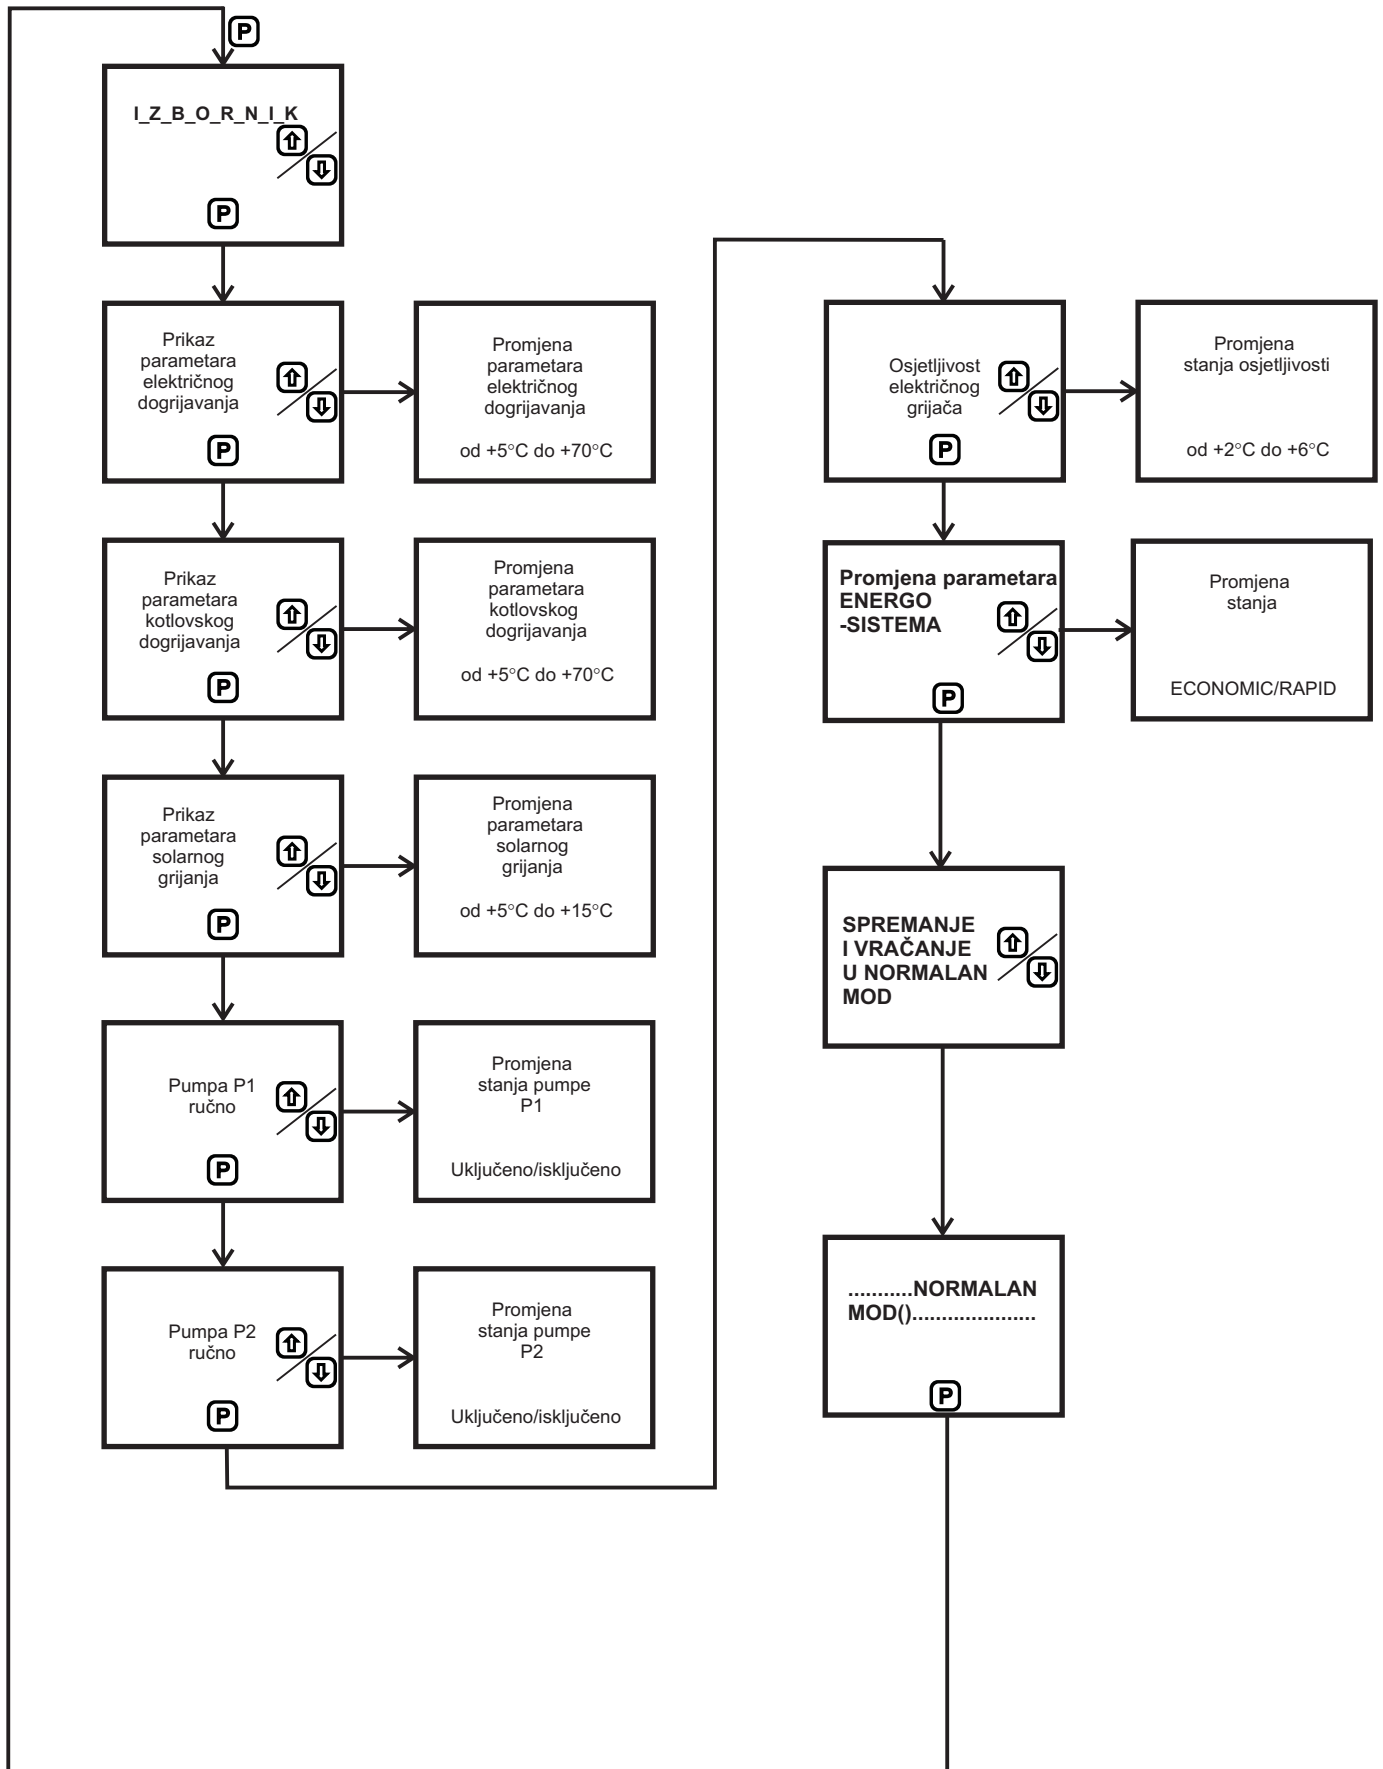 P
I_Z_B_O_R_N_I_K
P
Prikaz
parametara
električnog
dogrijavanja
P
Promjena
parametara
električnog
dogrijavanja
od +5°C do +70°C
Prikaz
parametara
kotlovskog
dogrijavanja
P
Promjena
parametara
kotlovskog
dogrijavanja
od +5°C do +70°C
Prikaz
parametara
solarnog
grijanja
P
Promjena
parametara
solarnog
grijanja
od +5°C do +15°C
Pumpa P1
ručno
P
Promjena
stanja pumpe
P1
Uključeno/isključeno
Pumpa P2
ručno
P
Promjena
stanja pumpe
P2
Uključeno/isključeno
Osjetljivost
električnog
grijača
P
Promjena
stanja osjetljivosti
od +2°C do +6°C
Promjena parametara
ENERGO
-SISTEMA
P
Promjena
stanja
ECONOMIC/RAPID
SPREMANJE
I VRAČANJE
U NORMALAN
MOD
...........NORMALAN
MOD().....................
P